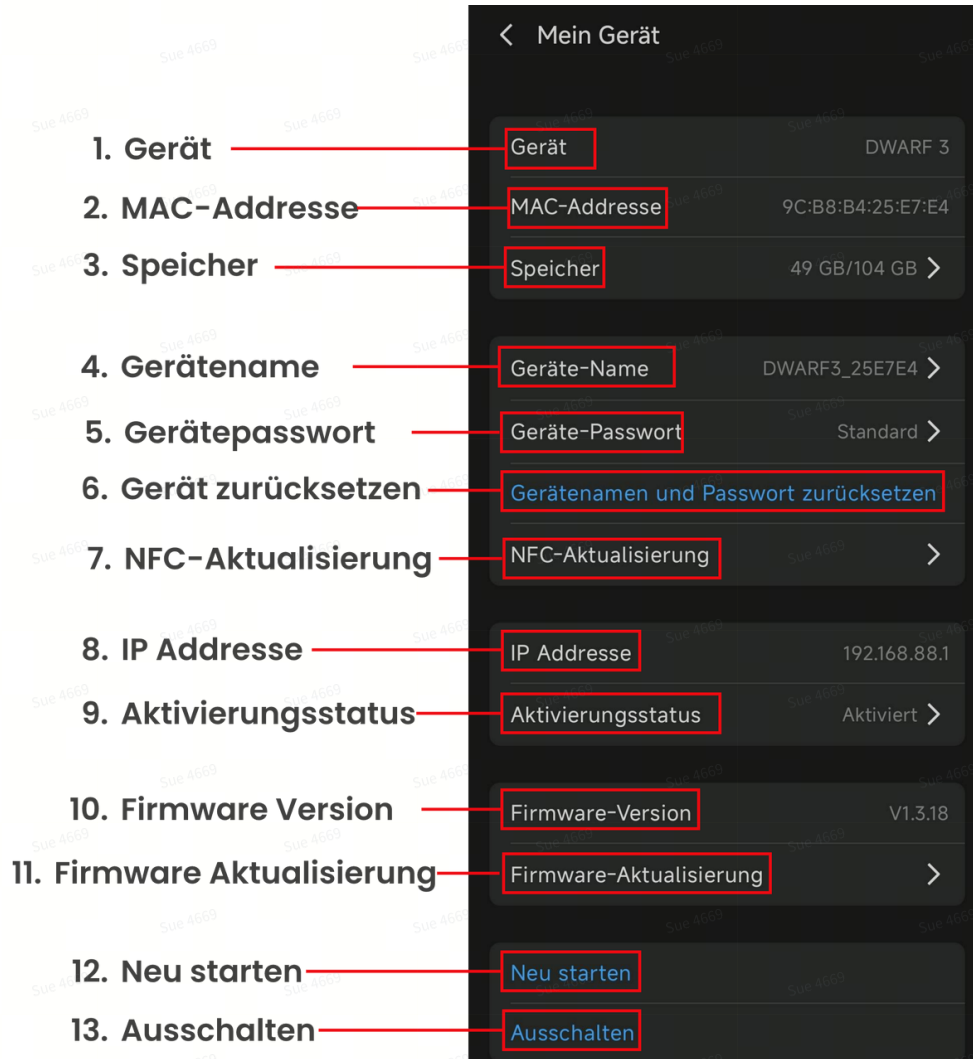 Mein Gerät
1. Gerät
Gerät
DWARF 3
2. MAC-Addresse
MAC-Addresse
9C:B8:B4:25:E7:E4
3. Speicher
Speicher
49 GB/104 GB
4. Gerätename
Geräte-Name
DWARF3_25E7E4
5. Gerätepasswort
Geräte-Passwort
Standard
6. Gerät zurücksetzen
Gerätenamen und Passwort zurücksetzen
7. NFC-Aktualisierung
NFC-Aktualisierung
8. IP Addresse
IP Addresse
192.168.88.1
9. Aktivierungsstatus
Aktivierungsstatus
Aktiviert
10. Firmware Version
Firmware-Version
V1.3.18
11. Firmware Aktualisierung
Firmware-Aktualisierung
12. Neu starten
Neu starten
13. Ausschalten
Ausschalten
Sue 4669